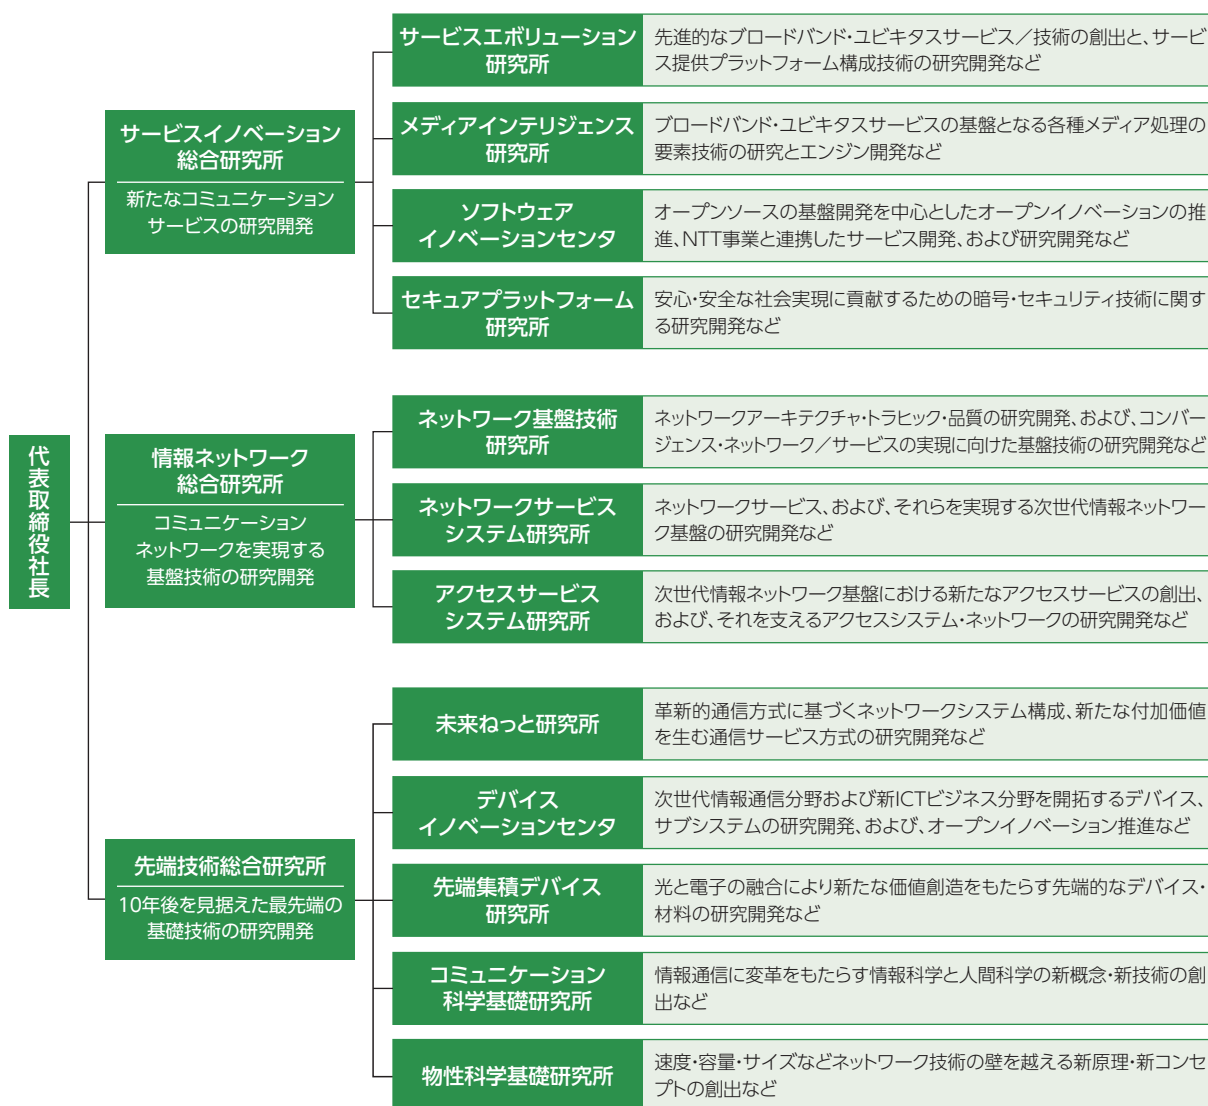 代表取締役社長
サービスイノベーション
総合研究所
新たなコミュニケーション
サービスの研究開発
サービスエボリューション
研究所
先進的なブロードバンド・ユビキタスサービス／技術の創出と、サービ
ス提供プラットフォーム構成技術の研究開発など
メディアインテリジェンス
研究所
ブロードバンド・ユビキタスサービスの基盤となる各種メディア処理の
要素技術の研究とエンジン開発など
ソフトウェア
イノベーションセンタ
オープンソースの基盤開発を中心としたオープンイノベーションの推
進、NTT事業と連携したサービス開発、および研究開発など
セキュアプラットフォーム
研究所
安心・安全な社会実現に貢献するための暗号・セキュリティ技術に関す
る研究開発など
情報ネットワーク
総合研究所
コミュニケーション
ネットワークを実現する
基盤技術の研究開発
ネットワーク基盤技術
研究所
ネットワークアーキテクチャ・トラヒック・品質の研究開発、および、コンバー
ジェンス・ネットワーク／サービスの実現に向けた基盤技術の研究開発など
ネットワークサービス
システム研究所
ネットワークサービス、および、それらを実現する次世代情報ネットワー
ク基盤の研究開発など
アクセスサービス
システム研究所
次世代情報ネットワーク基盤における新たなアクセスサービスの創出、
および、それを支えるアクセスシステム・ネットワークの研究開発など
先端技術総合研究所
10年後を見据えた最先端の
基礎技術の研究開発
未来ねっと研究所
革新的通信方式に基づくネットワークシステム構成、新たな付加価値
を生む通信サービス方式の研究開発など
デバイス
イノベーションセンタ
次世代情報通信分野および新ICTビジネス分野を開拓するデバイス、
サブシステムの研究開発、および、オープンイノベーション推進など
先端集積デバイス
研究所
光と電子の融合により新たな価値創造をもたらす先端的なデバイス・
材料の研究開発など
コミュニケーション
科学基礎研究所
情報通信に変革をもたらす情報科学と人間科学の新概念・新技術の創
出など
物性科学基礎研究所
速度・容量・サイズなどネットワーク技術の壁を越える新原理・新コンセ
プトの創出など